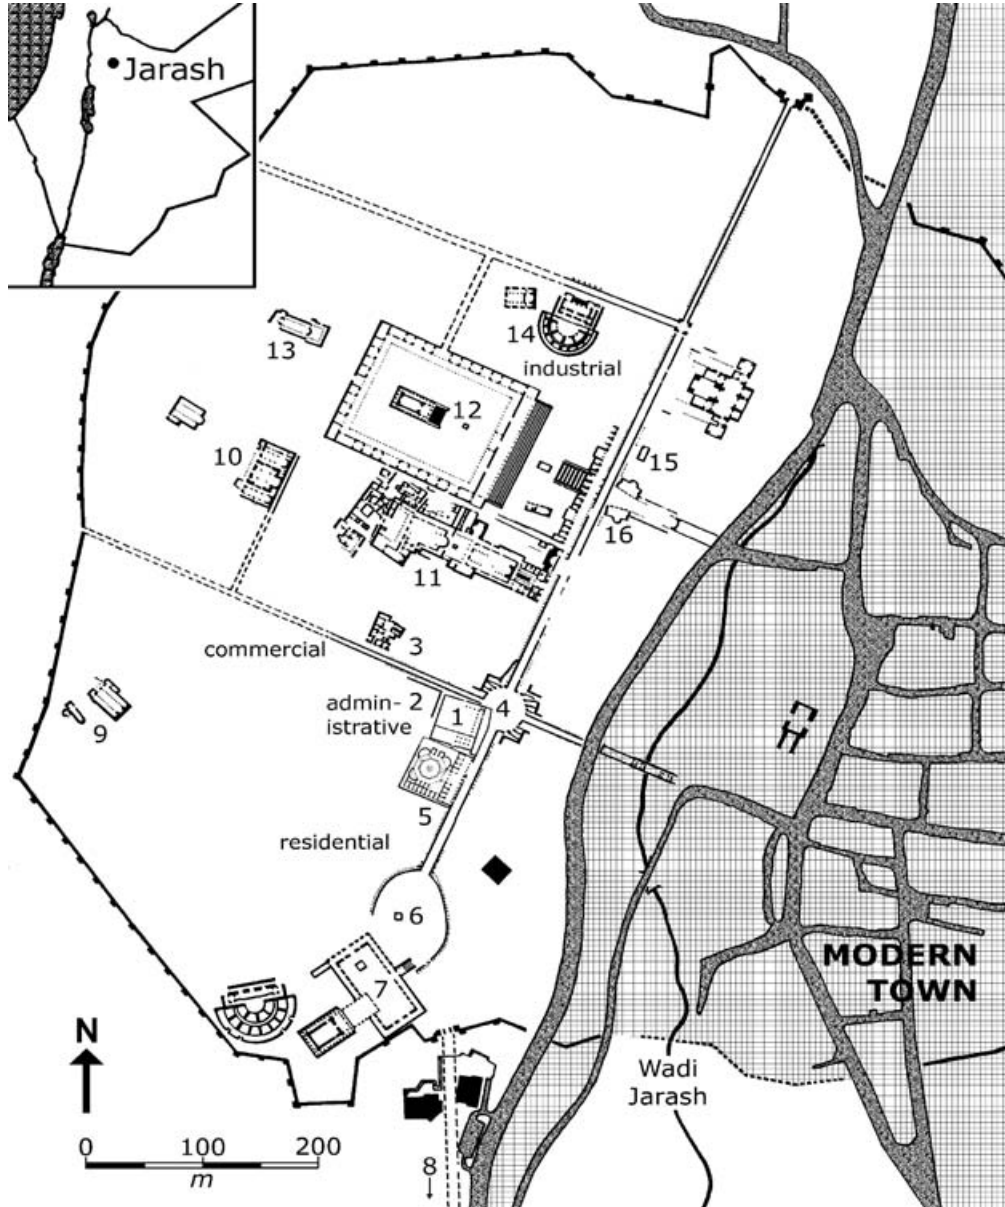 Jarash
14
industrial
13
12
10
15
16
11
commercial
3
admin-
istrative
2
1
4
9
5
residential
6
7
MODERN
TOWN
N
Wadi
Jarash
0 100 200
m
8